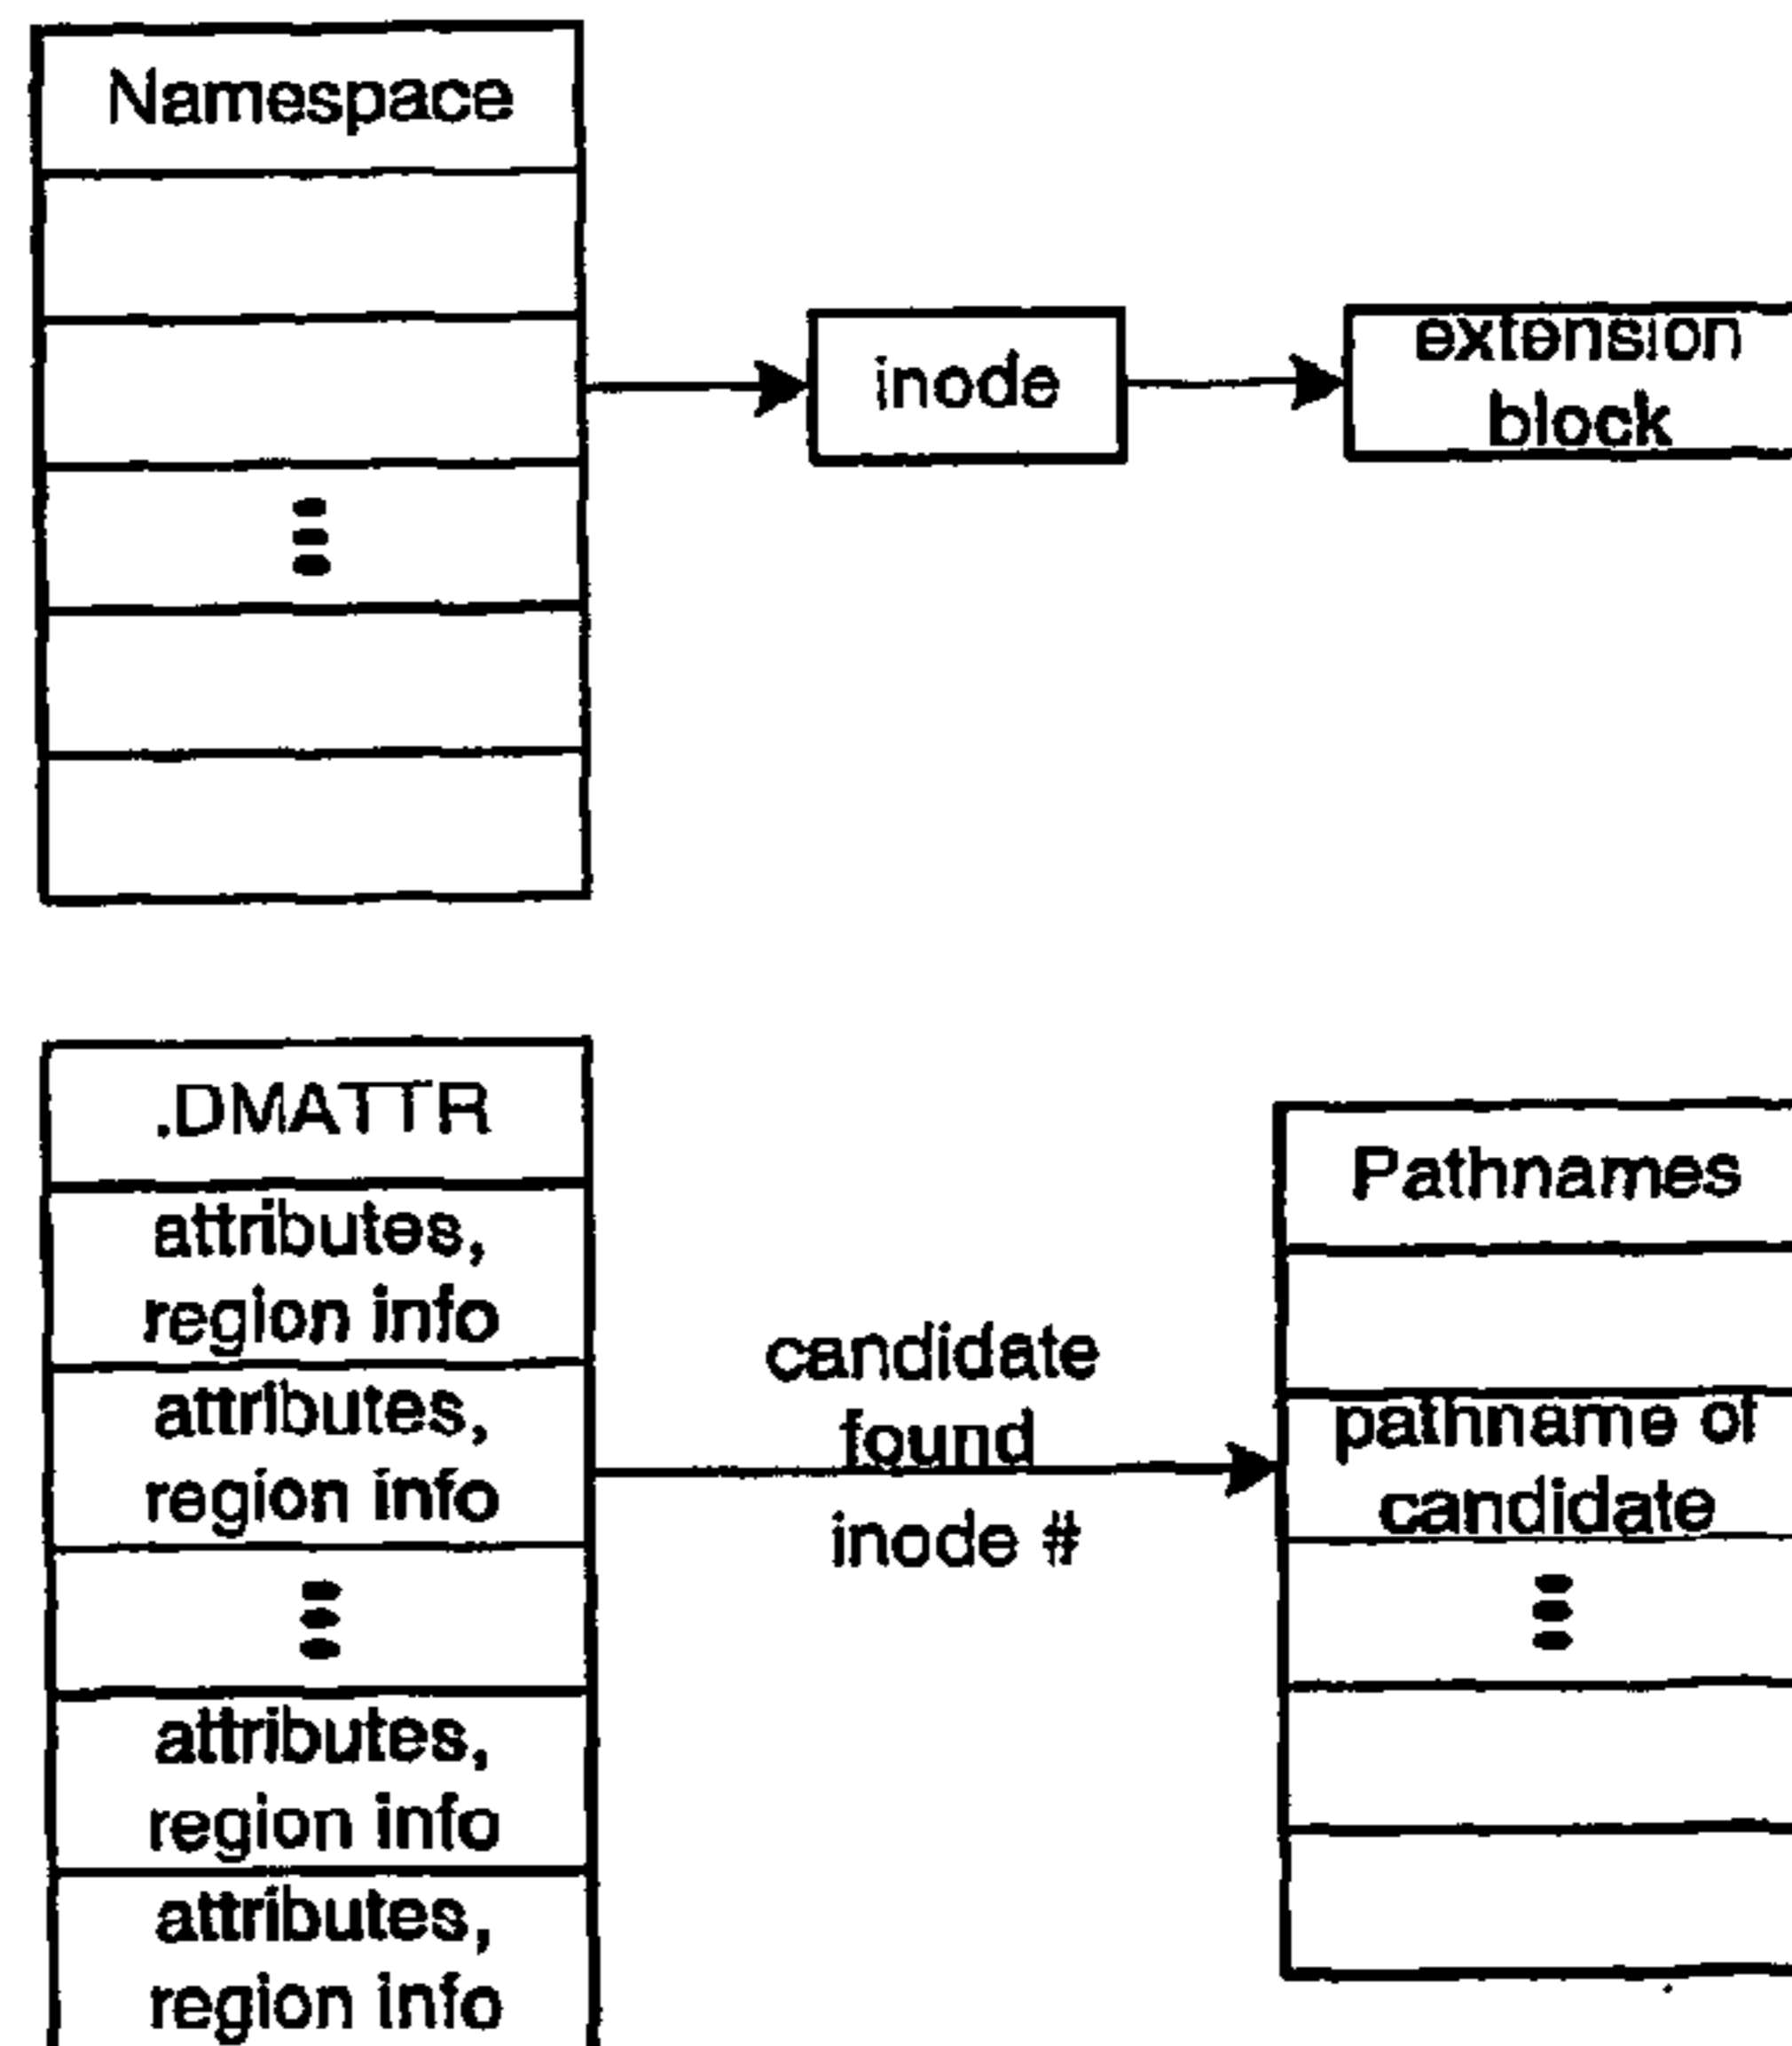 Namespace
inode
extension
block
.DMATTR
attributes,
region info
attributes,
region info
attributes,
region info
attributes,
region info
candidate
found
inode #
Pathnames
pathname of
candidate